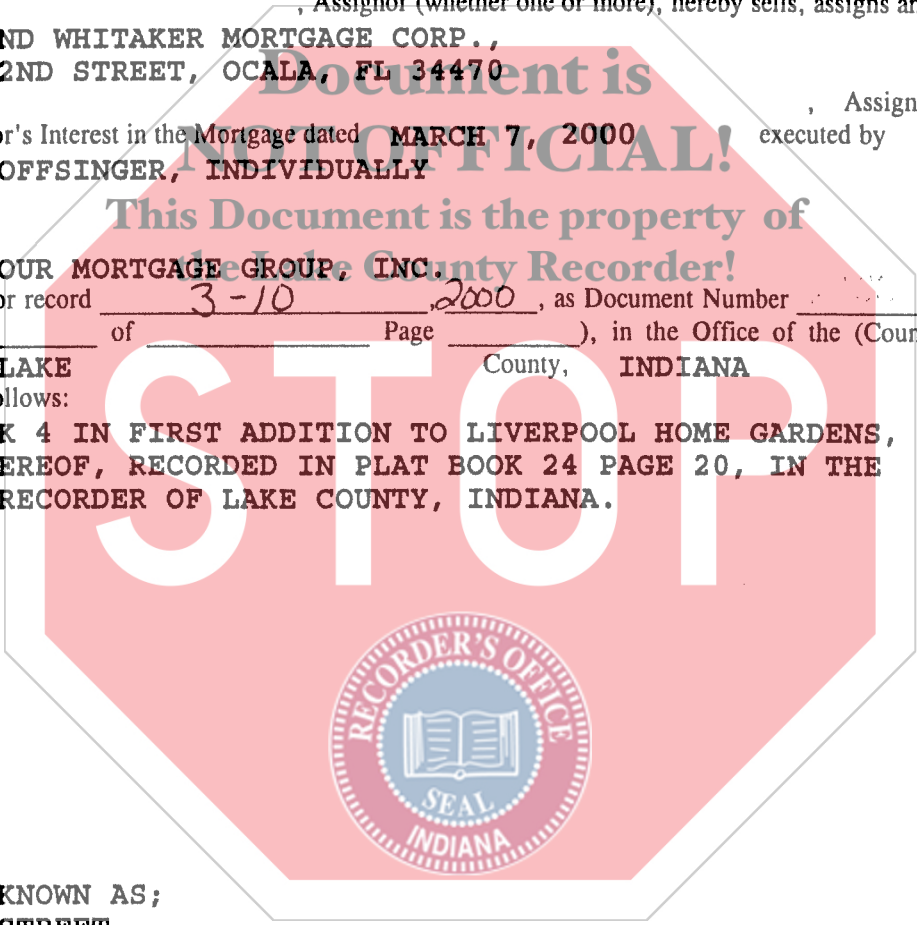 , Assignor (whether one or more), hereby sells, assigns
ND WHITAKER MORTGAGE CORP.,
2ND STREET, OCALA, FL 34470
Document is
, Assign
r's Interest in the Mortgage dated MARCH 7, 2000 executed by
NOT OFFICIAL!
OFFSINGER, INDIVIDUALLY
This Document is the property of
the Lake County Recorder!
OUR MORTGAGE GROUP, INC.
or record 3-10 ,2000, as Document Number
of Page ), in the Office of the (Coun
LAKE County, INDIANA
llows:
K 4 IN FIRST ADDITION TO LIVERPOOL HOME GARDENS,
EREOF, RECORDED IN PLAT BOOK 24 PAGE 20, IN THE
RECORDER OF LAKE COUNTY, INDIANA.
STOP
RECORDER'S OFFICE
SEAL
INDIANA
KNOWN AS;
STREET